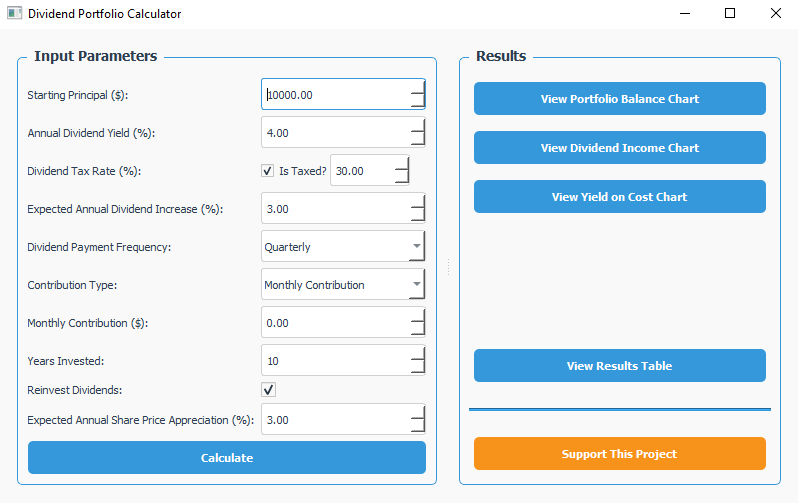 Dividend Portfolio Calculator
Input Parameters
Starting Principal ($): 10000.00
Annual Dividend Yield (%): 4.00
Dividend Tax Rate (%): Is Taxed? 30.00
Expected Annual Dividend Increase (%): 3.00
Dividend Payment Frequency: Quarterly
Contribution Type: Monthly Contribution
Monthly Contribution ($): 0.00
Years Invested: 10
Reinvest Dividends:
Expected Annual Share Price Appreciation (%): 3.00
Calculate
Results
View Portfolio Balance Chart
View Dividend Income Chart
View Yield on Cost Chart
View Results Table
Support This Project